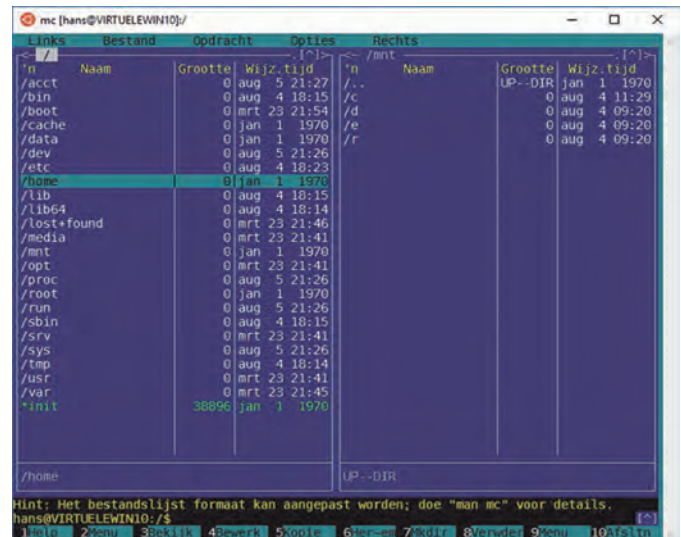 mc [hans@VIRTUELEWIN10]:/
Links Bestand Opdracht Opties Rechts
<- / .[^]> <- /mnt .[^]>
'n Naam Grootte Wijz.tijd 'n Naam Grootte Wijz.tijd
/acct 0 aug 5 21:27 /.. UP--DIR jan 1 1970
/bin 0 aug 4 18:15 /c 0 aug 4 11:29
/boot 0 mrt 23 21:54 /d 0 aug 4 09:20
/cache 0 jan 1 1970 /e 0 aug 4 09:20
/data 0 jan 1 1970 /r 0 aug 4 09:20
/dev 0 aug 5 21:26
/etc 0 aug 4 18:23
/home 0 jan 1 1970
/lib 0 aug 4 18:15
/lib64 0 aug 4 18:14
/lost+found 0 mrt 23 21:46
/media 0 mrt 23 21:41
/mnt 0 jan 1 1970
/opt 0 mrt 23 21:41
/proc 0 aug 5 21:26
/root 0 jan 1 1970
/run 0 aug 5 21:26
/sbin 0 aug 4 18:15
/srv 0 mrt 23 21:41
/sys 0 aug 5 21:26
/tmp 0 aug 4 18:14
/usr 0 mrt 23 21:41
/var 0 mrt 23 21:45
*init 38896 jan 1 1970
/home UP--DIR
Hint: Het bestandslijst formaat kan aangepast worden; doe "man mc" voor details.
hans@VIRTUELEWIN10:/$ [^]
1Help 2Menu 3Bekijk 4Bewerk 5Kopie 6Her~em 7Mkdir 8Verwder 9Menu 10Afsltn